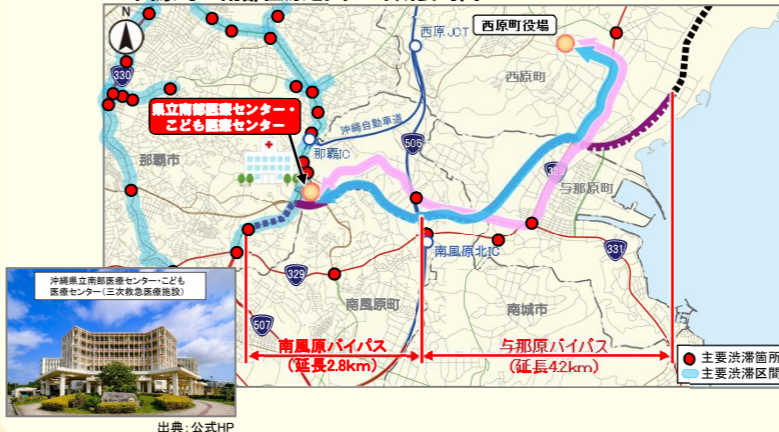 N
330
西原JCT
西原町役場
西原町
県立南部医療センター・
こども医療センター
沖縄自動車道
那覇IC
506
那覇市
与那原町
南風原北IC
331
329
沖縄県立南部医療センター・こども
医療センター(三次救急医療施設)
南風原町
南城市
507
南風原バイパス
(延長2.8km)
与那原バイパス
(延長4.2km)
主要渋滞箇所
主要渋滞区間
出典:公式HP